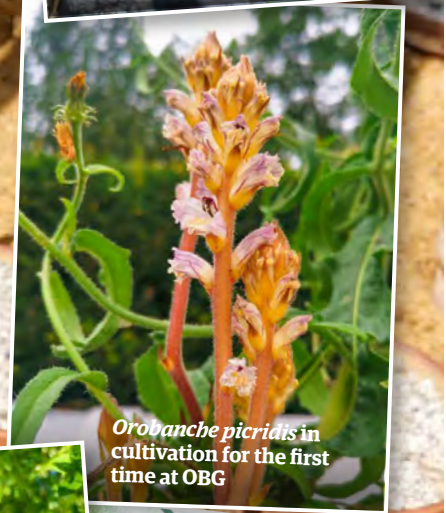 Orobanche picridis in
cultivation for the first
time at OBG